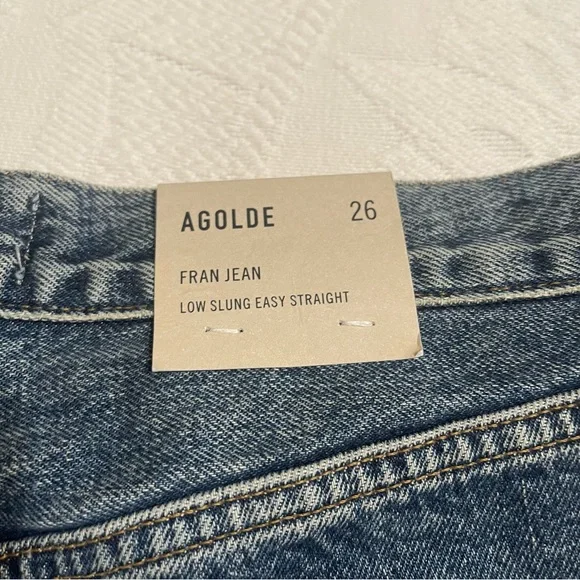 AGOLDE 26
FRAN JEAN
LOW SLUNG EASY STRAIGHT